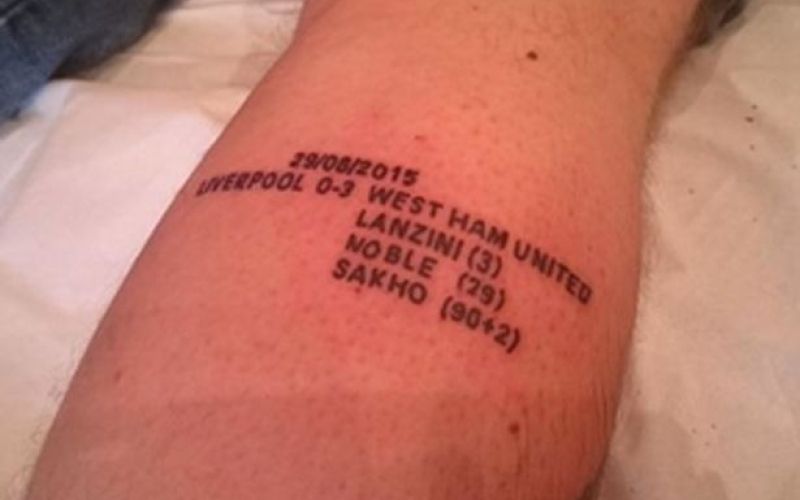 29/08/2015
LIVERPOOL 0-3 WEST HAM UNITED
LANZINI (3)
NOBLE (29)
SAKHO (90+2)